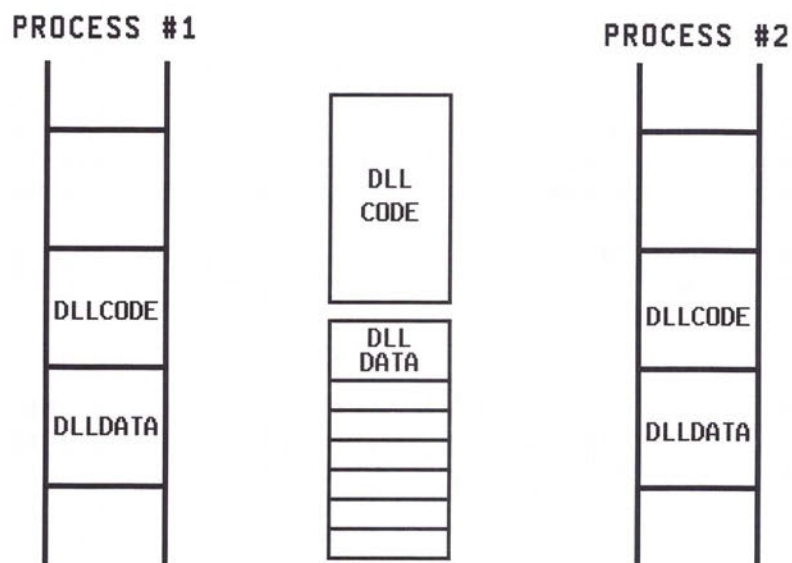 PROCESS #1
PROCESS #2
DLL
CODE
DLLCODE
DLLCODE
DLL
DATA
DLLDATA
DLLDATA